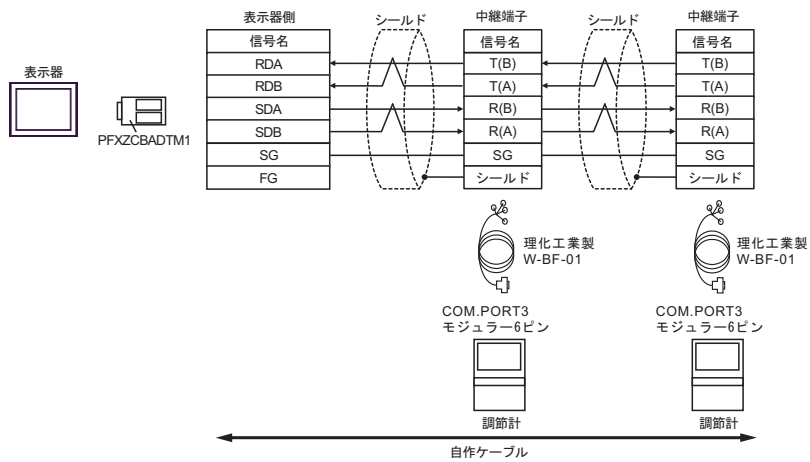 表示器
PFXZCBADTM1
表示器側
信号名
RDA
RDB
SDA
SDB
SG
FG
シールド
中継端子
信号名
T(B)
T(A)
R(B)
R(A)
SG
シールド
シールド
中継端子
信号名
T(B)
T(A)
R(B)
R(A)
SG
シールド
理化工業製
W-BF-01
理化工業製
W-BF-01
COM.PORT3
モジュラー6ピン
COM.PORT3
モジュラー6ピン
調節計
調節計
自作ケーブル